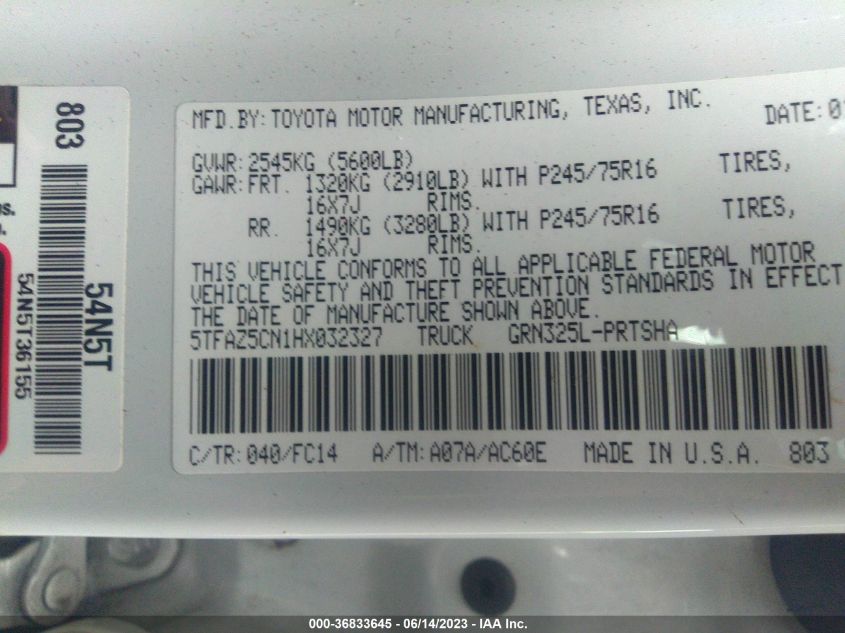 803
54N5T
54N5T36155
MFD.BY:TOYOTA MOTOR MANUFACTURING, TEXAS, INC. DATE:01
GVWR:2545KG (5600LB)
GAWR:FRT. 1320KG (2910LB) WITH P245/75R16 TIRES,
16X7J RIMS.
RR. 1490KG (3280LB) WITH P245/75R16 TIRES,
16X7J RIMS.
THIS VEHICLE CONFORMS TO ALL APPLICABLE FEDERAL MOTOR
VEHICLE SAFETY AND THEFT PREVENTION STANDARDS IN EFFECT
THE DATE OF MANUFACTURE SHOWN ABOVE.
5TFAZ5CN1HX032327 TRUCK GRN325L-PRTSHA
C/TR:040/FC14 A/TM:A07A/AC60E MADE IN U.S.A. 803
000-36833645 - 06/14/2023 - IAA Inc.